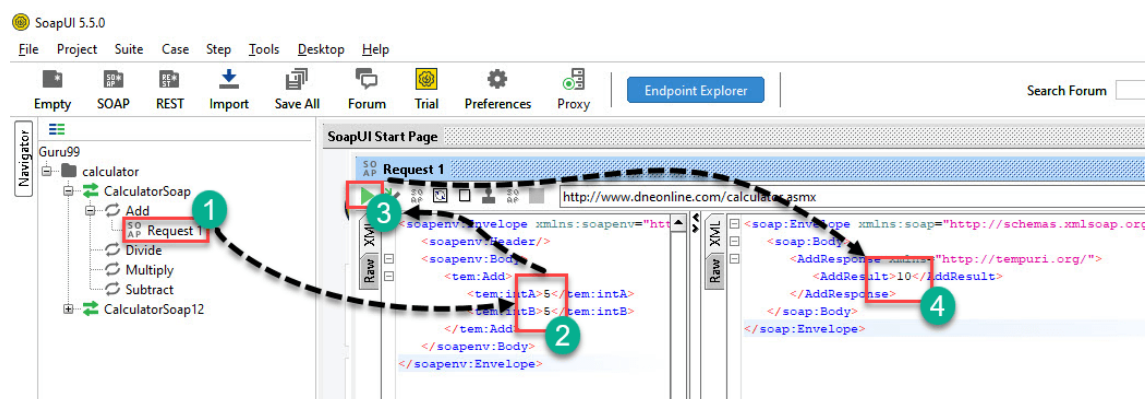 SoapUI 5.5.0
File Project Suite Case Step Tools Desktop Help
Empty SOAP REST Import Save All Forum Trial Preferences Proxy Endpoint Explorer Search Forum
Navigator
Guru99
calculator
CalculatorSoap
Add
Request 1
Divide
Multiply
Subtract
CalculatorSoap12
1
SoapUI Start Page
Request 1
http://www.dneonline.com/calculator.asmx
3
XML
Raw
<soapenv:Envelope xmlns:soapenv="htt
<soapenv:Header/>
<soapenv:Body>
<tem:Add>
<tem:intA>5</tem:intA>
<tem:intB>5</tem:intB>
</tem:Add>
</soapenv:Body>
</soapenv:Envelope>
2
XML
Raw
<soap:Envelope xmlns:soap="http://schemas.xmlsoap.org
<soap:Body>
<AddResponse xmlns="http://tempuri.org/">
<AddResult>10</AddResult>
</AddResponse>
</soap:Body>
</soap:Envelope>
4